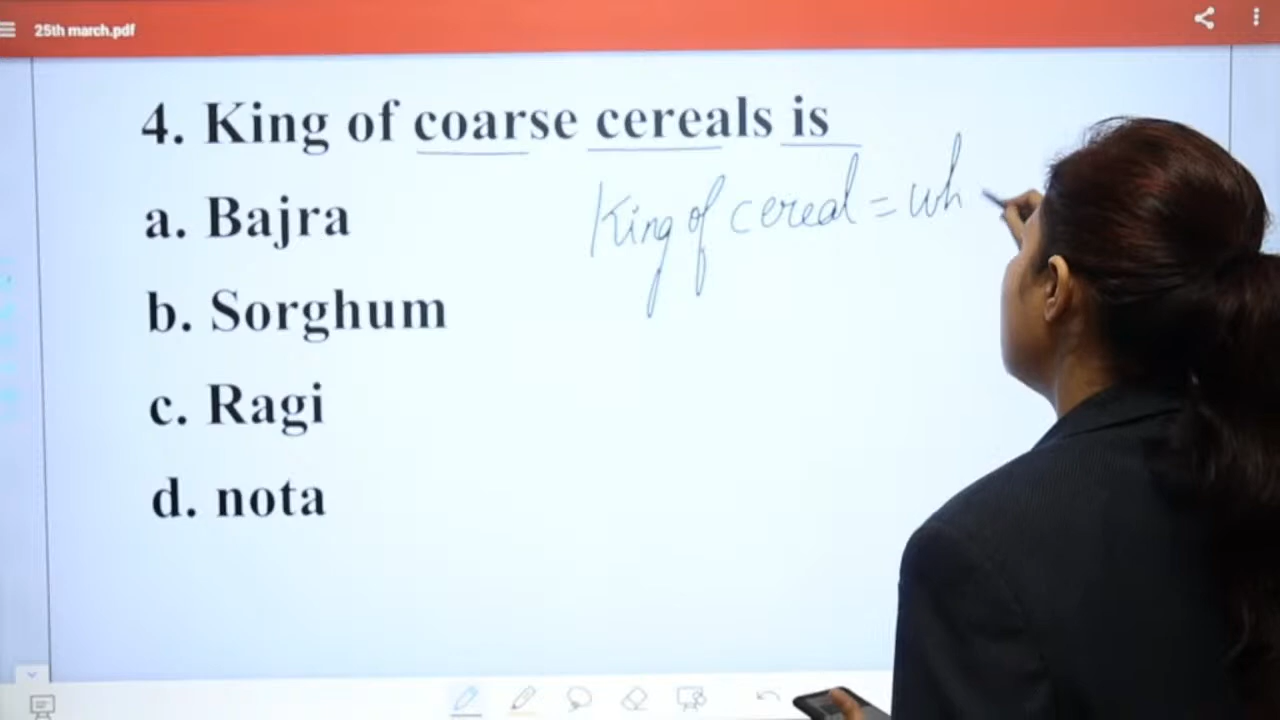 25th march.pdf
4. King of coarse cereals is
King of cereal = wh
a. Bajra
b. Sorghum
c. Ragi
d. nota